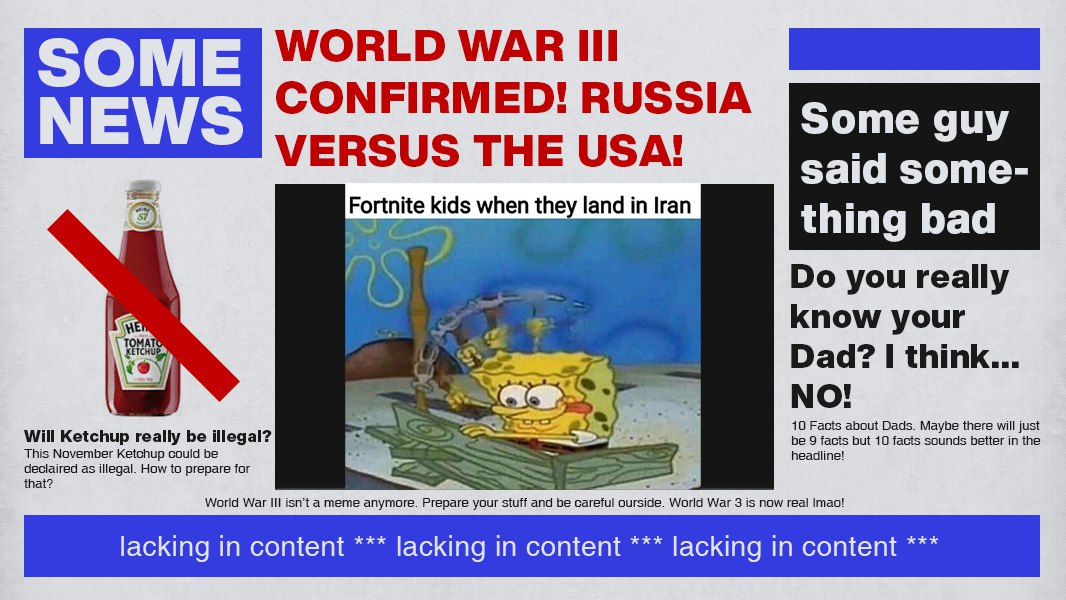 SOME
NEWS
WORLD WAR III
CONFIRMED! RUSSIA
VERSUS THE USA!
Fortnite kids when they land in Iran
HEINZ
57
HEIN
TOMATO
KETCHUP
Will Ketchup really be illegal?
This November Ketchup could be
declaired as illegal. How to prepare for
that?
World War III isn't a meme anymore. Prepare your stuff and be careful ourside. World War 3 is now real lmao!
Some guy
said some-
thing bad
Do you really
know your
Dad? I think...
NO!
10 Facts about Dads. Maybe there will just
be 9 facts but 10 facts sounds better in the
headline!
lacking in content *** lacking in content *** lacking in content ***